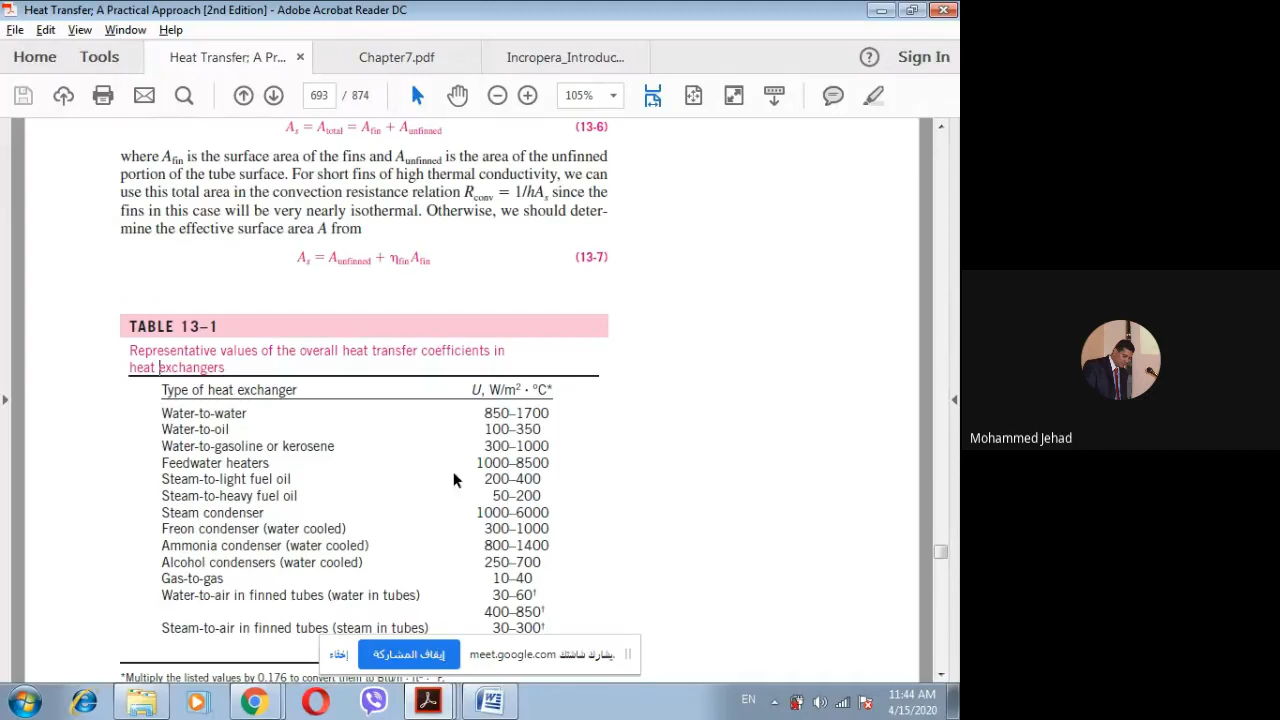 Heat Transfer; A Practical Approach [2nd Edition] - Adobe Acrobat Reader DC
File Edit View Window Help
Home Tools Heat Transfer; A Pr... × Chapter7.pdf Incropera_Introduc... Sign In
693 / 874 105%
A_s = A_total = A_fin + A_unfinned (13-6)
where A_fin is the surface area of the fins and A_unfinned is the area of the unfinned
portion of the tube surface. For short fins of high thermal conductivity, we can
use this total area in the convection resistance relation R_conv = 1/hA_s since the
fins in this case will be very nearly isothermal. Otherwise, we should deter-
mine the effective surface area A from
A_s = A_unfinned + η_fin A_fin (13-7)
TABLE 13–1
Representative values of the overall heat transfer coefficients in
heat exchangers
Type of heat exchanger U, W/m² · °C*
Water-to-water 850–1700
Water-to-oil 100–350
Water-to-gasoline or kerosene 300–1000
Feedwater heaters 1000–8500
Steam-to-light fuel oil 200–400
Steam-to-heavy fuel oil 50–200
Steam condenser 1000–6000
Freon condenser (water cooled) 300–1000
Ammonia condenser (water cooled) 800–1400
Alcohol condensers (water cooled) 250–700
Gas-to-gas 10–40
Water-to-air in finned tubes (water in tubes) 30–60†
400–850†
Steam-to-air in finned tubes (steam in tubes) 30–300†
meet.google.com يشارك شاشتك.
إيقاف المشاركة
إخفاء
*Multiply the listed values by 0.176 to convert them to Btu/h · ft² · °F.
Mohammed Jehad
EN
11:44 AM
4/15/2020